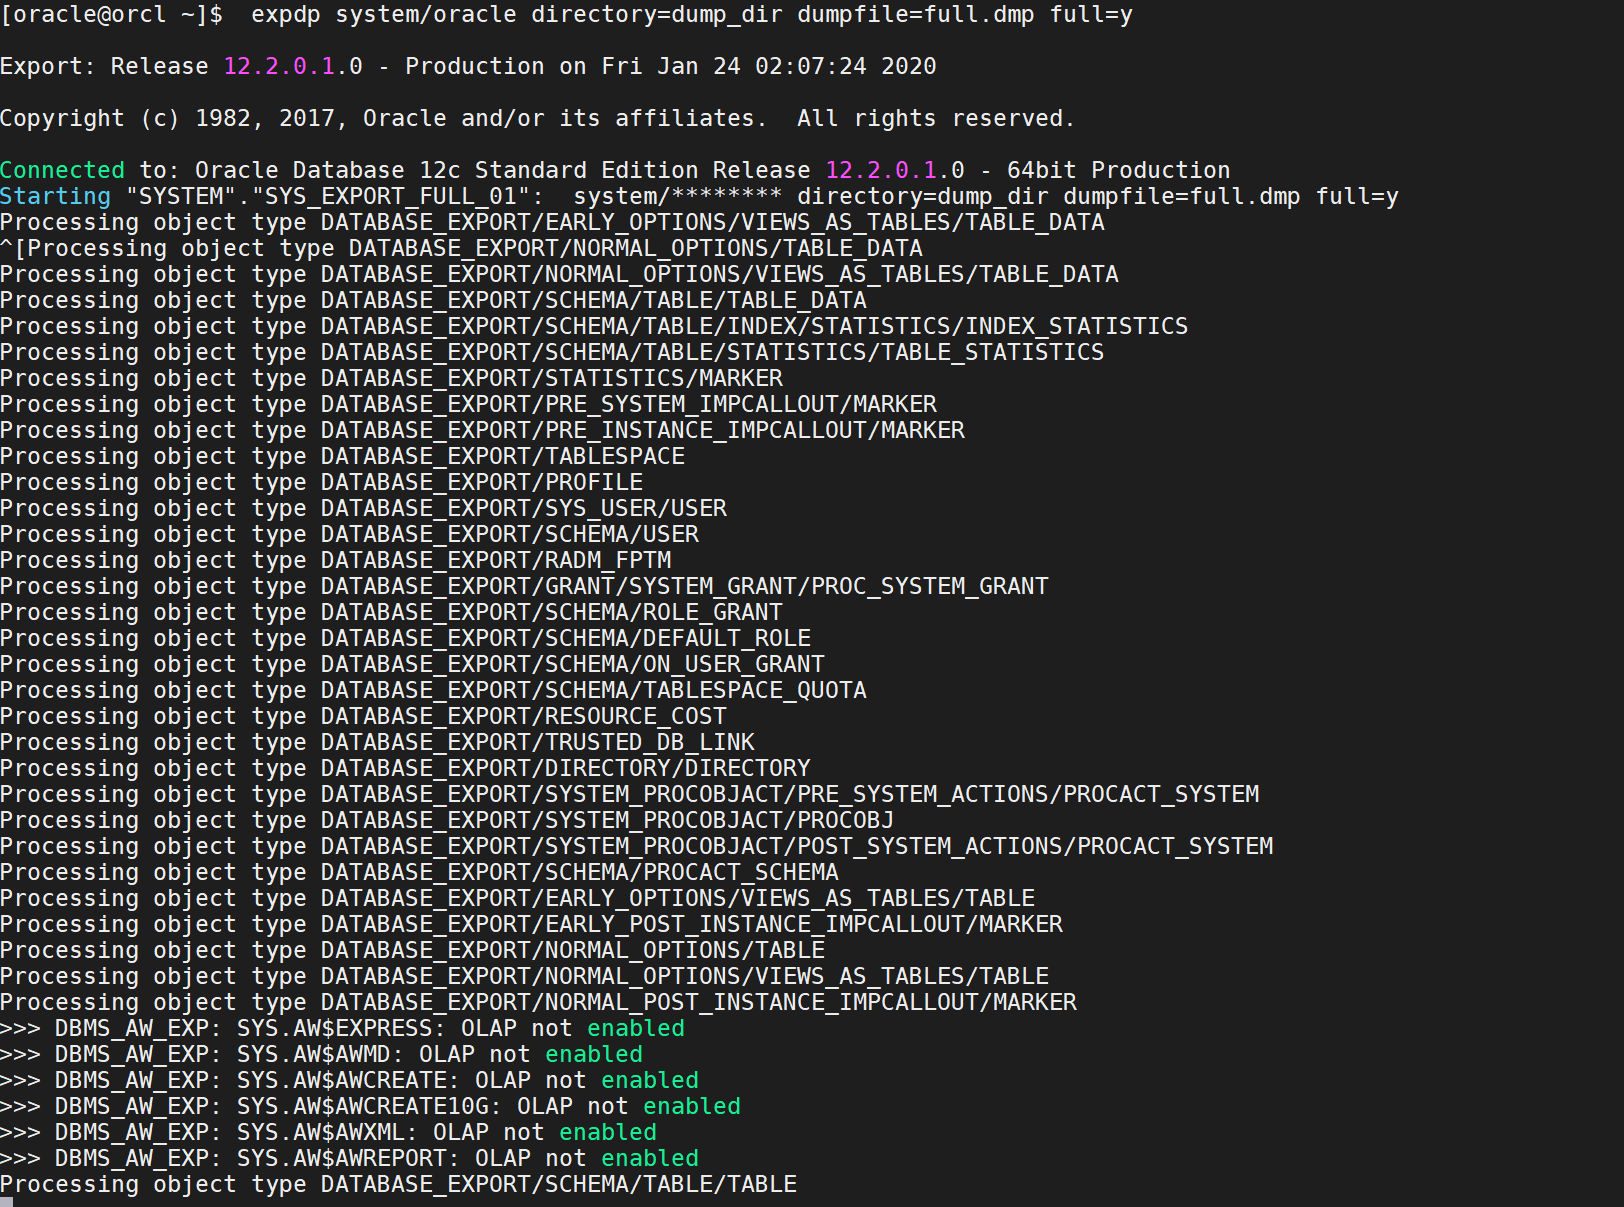 [oracle@orcl ~]$  expdp system/oracle directory=dump_dir dumpfile=full.dmp full=y
Export: Release 12.2.0.1.0 - Production on Fri Jan 24 02:07:24 2020
Copyright (c) 1982, 2017, Oracle and/or its affiliates.  All rights reserved.
Connected to: Oracle Database 12c Standard Edition Release 12.2.0.1.0 - 64bit Production
Starting "SYSTEM"."SYS_EXPORT_FULL_01":  system/******** directory=dump_dir dumpfile=full.dmp full=y
Processing object type DATABASE_EXPORT/EARLY_OPTIONS/VIEWS_AS_TABLES/TABLE_DATA
^[Processing object type DATABASE_EXPORT/NORMAL_OPTIONS/TABLE_DATA
Processing object type DATABASE_EXPORT/NORMAL_OPTIONS/VIEWS_AS_TABLES/TABLE_DATA
Processing object type DATABASE_EXPORT/SCHEMA/TABLE/TABLE_DATA
Processing object type DATABASE_EXPORT/SCHEMA/TABLE/INDEX/STATISTICS/INDEX_STATISTICS
Processing object type DATABASE_EXPORT/SCHEMA/TABLE/STATISTICS/TABLE_STATISTICS
Processing object type DATABASE_EXPORT/STATISTICS/MARKER
Processing object type DATABASE_EXPORT/PRE_SYSTEM_IMPCALLOUT/MARKER
Processing object type DATABASE_EXPORT/PRE_INSTANCE_IMPCALLOUT/MARKER
Processing object type DATABASE_EXPORT/TABLESPACE
Processing object type DATABASE_EXPORT/PROFILE
Processing object type DATABASE_EXPORT/SYS_USER/USER
Processing object type DATABASE_EXPORT/SCHEMA/USER
Processing object type DATABASE_EXPORT/RADM_FPTM
Processing object type DATABASE_EXPORT/GRANT/SYSTEM_GRANT/PROC_SYSTEM_GRANT
Processing object type DATABASE_EXPORT/SCHEMA/ROLE_GRANT
Processing object type DATABASE_EXPORT/SCHEMA/DEFAULT_ROLE
Processing object type DATABASE_EXPORT/SCHEMA/ON_USER_GRANT
Processing object type DATABASE_EXPORT/SCHEMA/TABLESPACE_QUOTA
Processing object type DATABASE_EXPORT/RESOURCE_COST
Processing object type DATABASE_EXPORT/TRUSTED_DB_LINK
Processing object type DATABASE_EXPORT/DIRECTORY/DIRECTORY
Processing object type DATABASE_EXPORT/SYSTEM_PROCOBJACT/PRE_SYSTEM_ACTIONS/PROCACT_SYSTEM
Processing object type DATABASE_EXPORT/SYSTEM_PROCOBJACT/PROCOBJ
Processing object type DATABASE_EXPORT/SYSTEM_PROCOBJACT/POST_SYSTEM_ACTIONS/PROCACT_SYSTEM
Processing object type DATABASE_EXPORT/SCHEMA/PROCACT_SCHEMA
Processing object type DATABASE_EXPORT/EARLY_OPTIONS/VIEWS_AS_TABLES/TABLE
Processing object type DATABASE_EXPORT/EARLY_POST_INSTANCE_IMPCALLOUT/MARKER
Processing object type DATABASE_EXPORT/NORMAL_OPTIONS/TABLE
Processing object type DATABASE_EXPORT/NORMAL_OPTIONS/VIEWS_AS_TABLES/TABLE
Processing object type DATABASE_EXPORT/NORMAL_POST_INSTANCE_IMPCALLOUT/MARKER
>>> DBMS_AW_EXP: SYS.AW$EXPRESS: OLAP not enabled
>>> DBMS_AW_EXP: SYS.AW$AWMD: OLAP not enabled
>>> DBMS_AW_EXP: SYS.AW$AWCREATE: OLAP not enabled
>>> DBMS_AW_EXP: SYS.AW$AWCREATE10G: OLAP not enabled
>>> DBMS_AW_EXP: SYS.AW$AWXML: OLAP not enabled
>>> DBMS_AW_EXP: SYS.AW$AWREPORT: OLAP not enabled
Processing object type DATABASE_EXPORT/SCHEMA/TABLE/TABLE